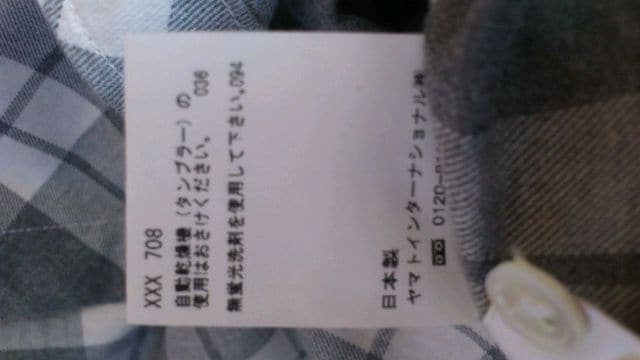 XXX 708
自動乾燥機(タンブラー)の
使用はおさけください。 036
無蛍光洗剤を使用して下さい。094
日本製
ヤマトインターナショナル
0120-